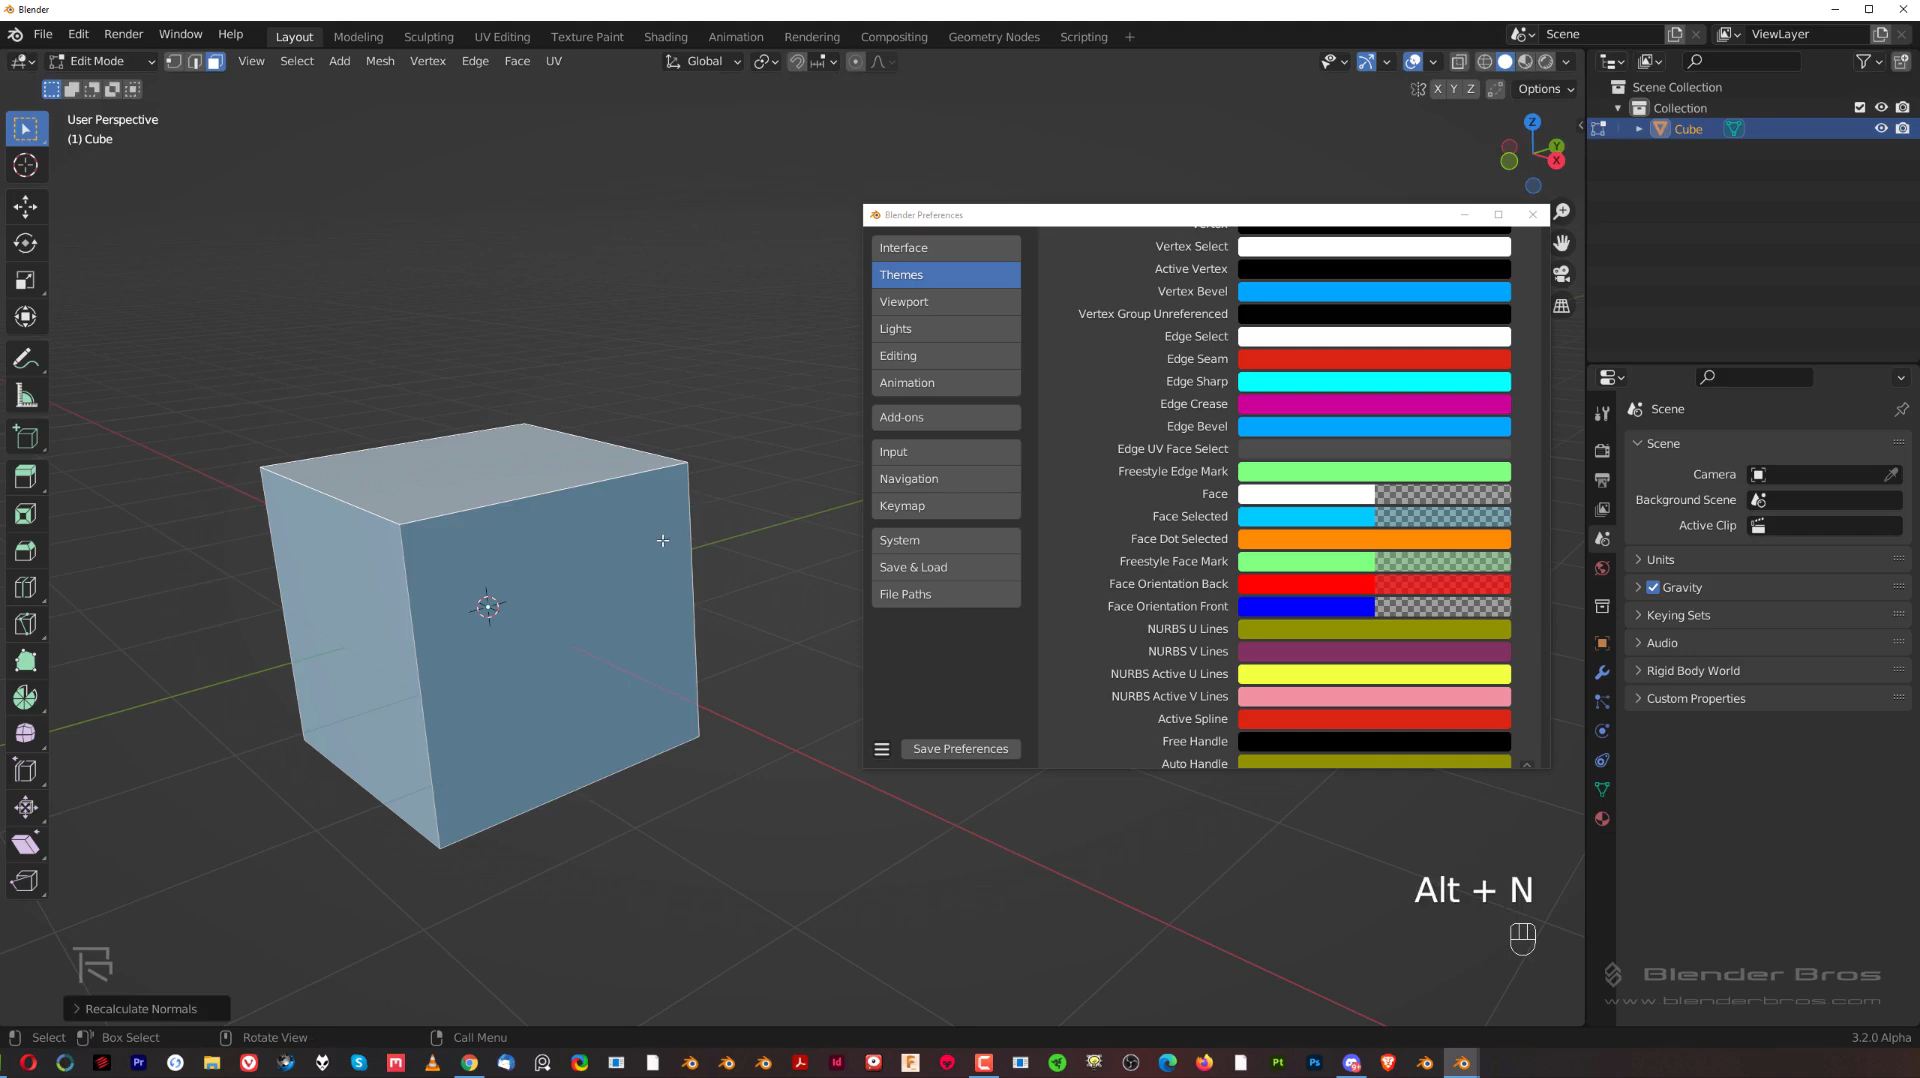 Blender
File Edit Render Window Help
Layout Modeling Sculpting UV Editing Texture Paint Shading Animation Rendering Compositing Geometry Nodes Scripting +
Scene
ViewLayer
Edit Mode
View Select Add Mesh Vertex Edge Face UV
Global
X Y Z
Options
User Perspective
(1) Cube
Z
Y
X
Scene Collection
Collection
Cube
Blender Preferences
Interface
Themes
Viewport
Lights
Editing
Animation
Add-ons
Input
Navigation
Keymap
System
Save & Load
File Paths
Save Preferences
Vertex
Vertex Select
Active Vertex
Vertex Bevel
Vertex Group Unreferenced
Edge Select
Edge Seam
Edge Sharp
Edge Crease
Edge Bevel
Edge UV Face Select
Freestyle Edge Mark
Face
Face Selected
Face Dot Selected
Freestyle Face Mark
Face Orientation Back
Face Orientation Front
NURBS U Lines
NURBS V Lines
NURBS Active U Lines
NURBS Active V Lines
Active Spline
Free Handle
Auto Handle
Scene
Scene
Camera
Background Scene
Active Clip
Units
Gravity
Keying Sets
Audio
Rigid Body World
Custom Properties
Alt + N
Blender Bros
www.blenderbros.com
Recalculate Normals
Select Box Select Rotate View Call Menu
3.2.0 Alpha
Pr
Id
Pt
Ps